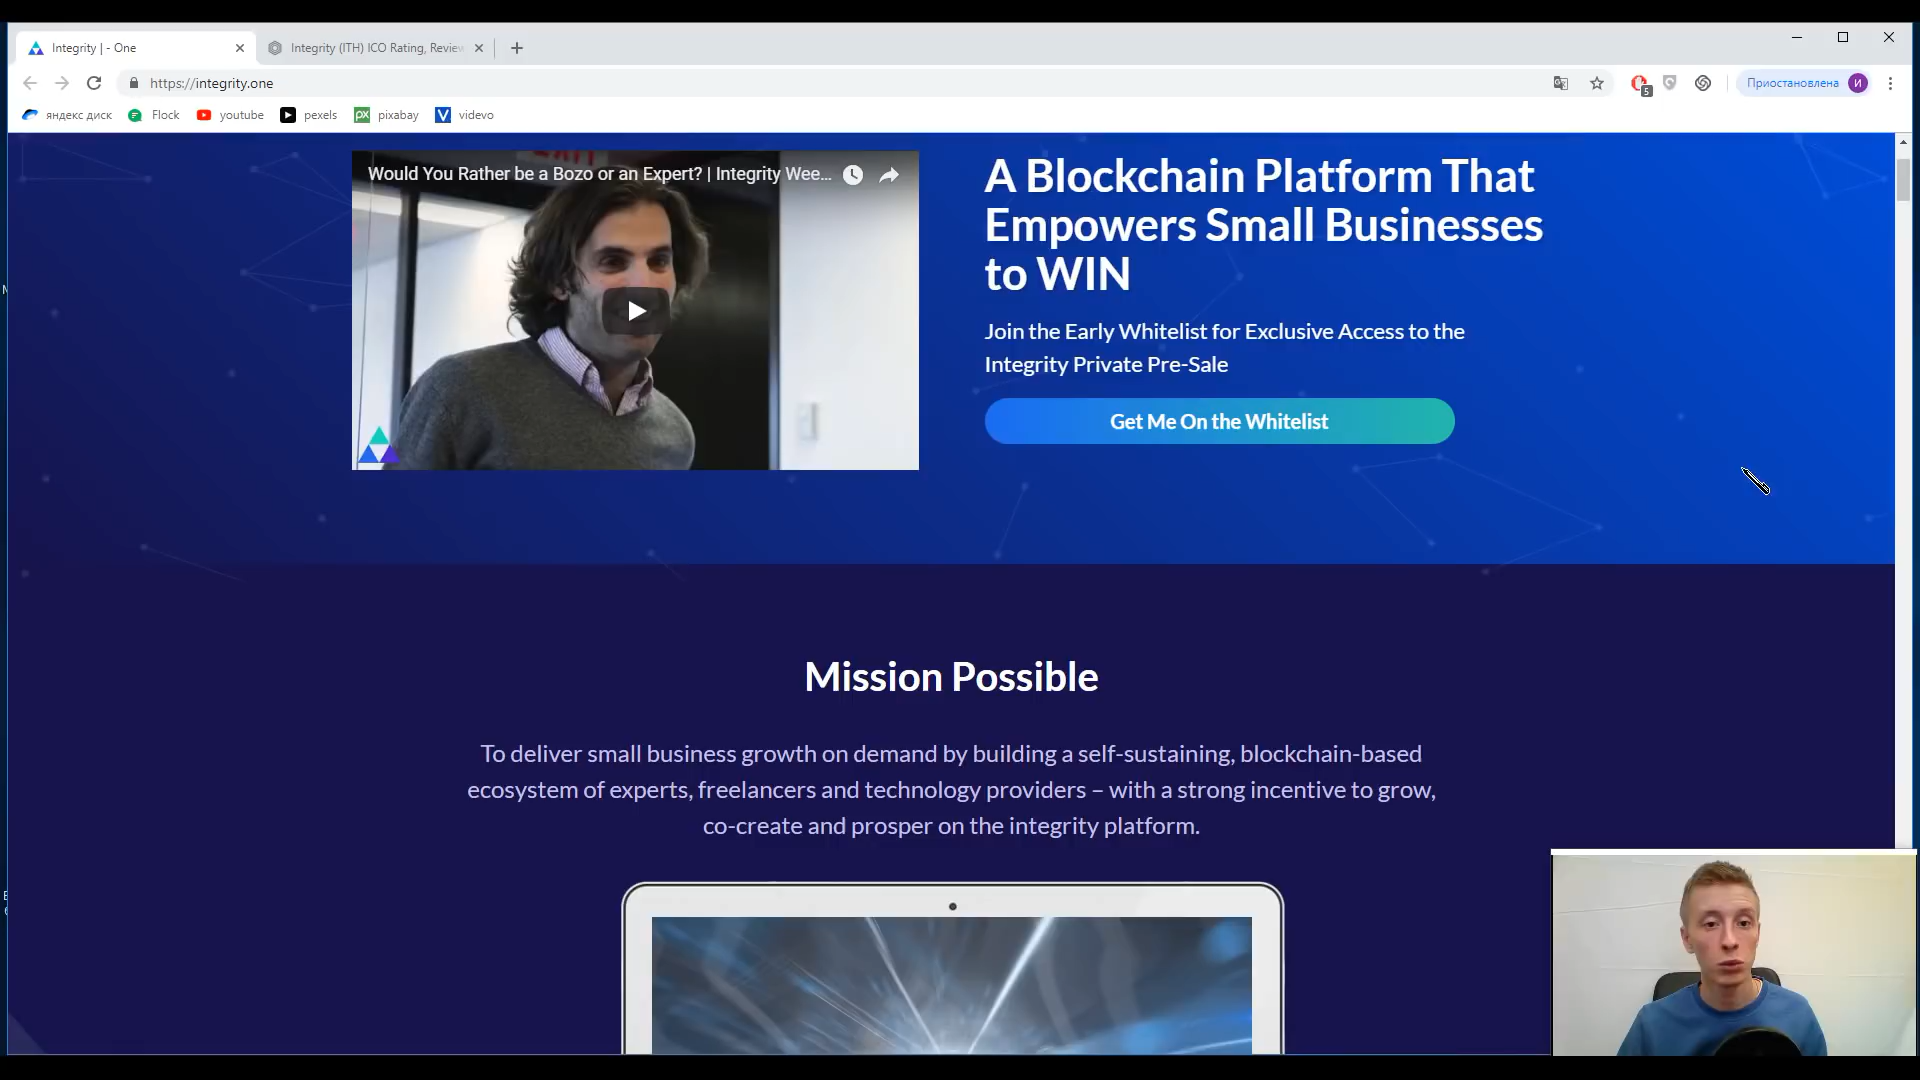 Integrity | - One
Integrity (ITH) ICO Rating, Review
https://integrity.one
5
Приостановлена
И
яндекс диск
Flock
youtube
px
pexels
pixabay
V
videvo
Would You Rather be a Bozo or an Expert? | Integrity Wee...
EXIT
A Blockchain Platform That
Empowers Small Businesses
to WIN
Join the Early Whitelist for Exclusive Access to the
Integrity Private Pre-Sale
Get Me On the Whitelist
Mission Possible
To deliver small business growth on demand by building a self-sustaining, blockchain-based
ecosystem of experts, freelancers and technology providers – with a strong incentive to grow,
co-create and prosper on the integrity platform.